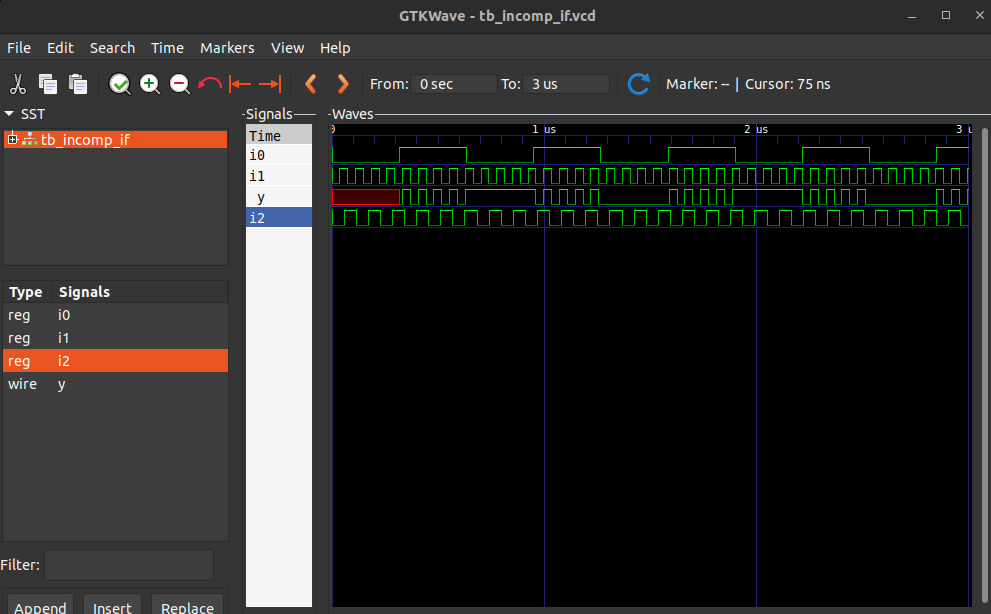 GTKWave - tb_incomp_if.vcd
File Edit Search Time Markers View Help
From: 0 sec To: 3 us Marker: -- | Cursor: 75 ns
SST
tb_incomp_if
Type Signals
reg i0
reg i1
reg i2
wire y
Filter:
Append Insert Replace
Signals
Time
i0
i1
y
i2
Waves
0 1 us 2 us 3 u